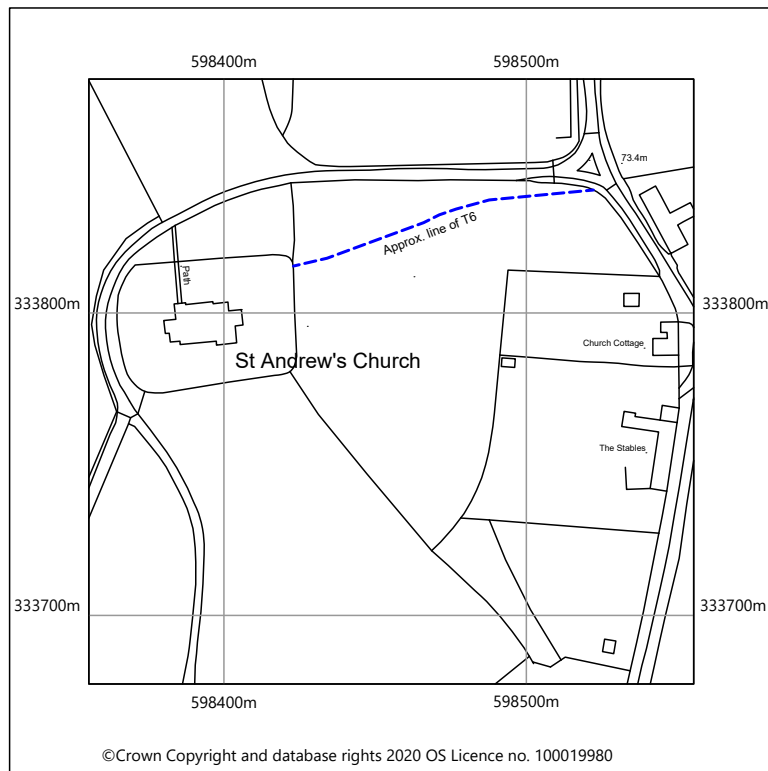 598400m
598500m
73.4m
Approx. line of T6
Path
333800m
333800m
Church Cottage
St Andrew's Church
The Stables
333700m
333700m
598400m
598500m
©Crown Copyright and database rights 2020 OS Licence no. 100019980